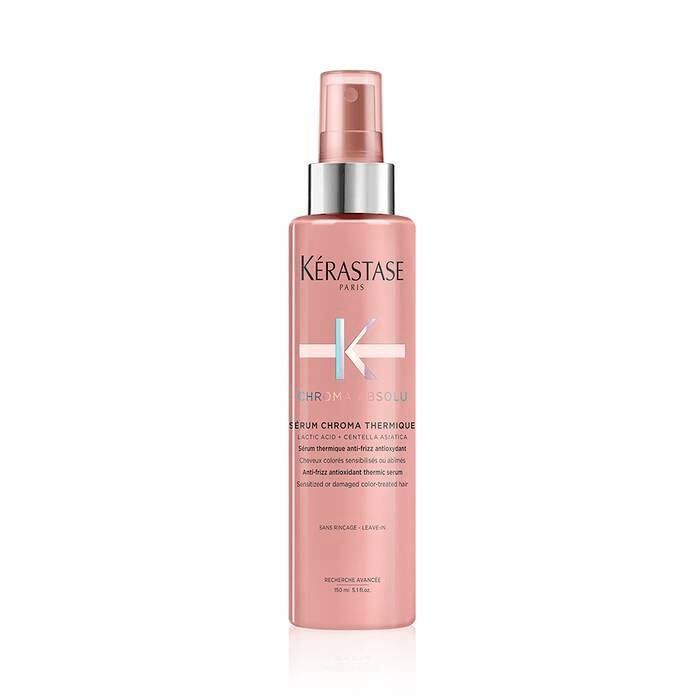 KÉRASTASE
PARIS
K
CHROMA ABSOLU
SÉRUM CHROMA THERMIQUE
LACTIC ACID + CENTELLA ASIATICA
Sérum thermique anti-frizz antioxydant
Cheveux colorés sensibilisés ou abîmés
Anti-frizz antioxidant thermic serum
Sensitized or damaged color-treated hair
SANS RINÇAGE - LEAVE-IN
RECHERCHE AVANCÉE
150 ml 5.1 fl.oz.